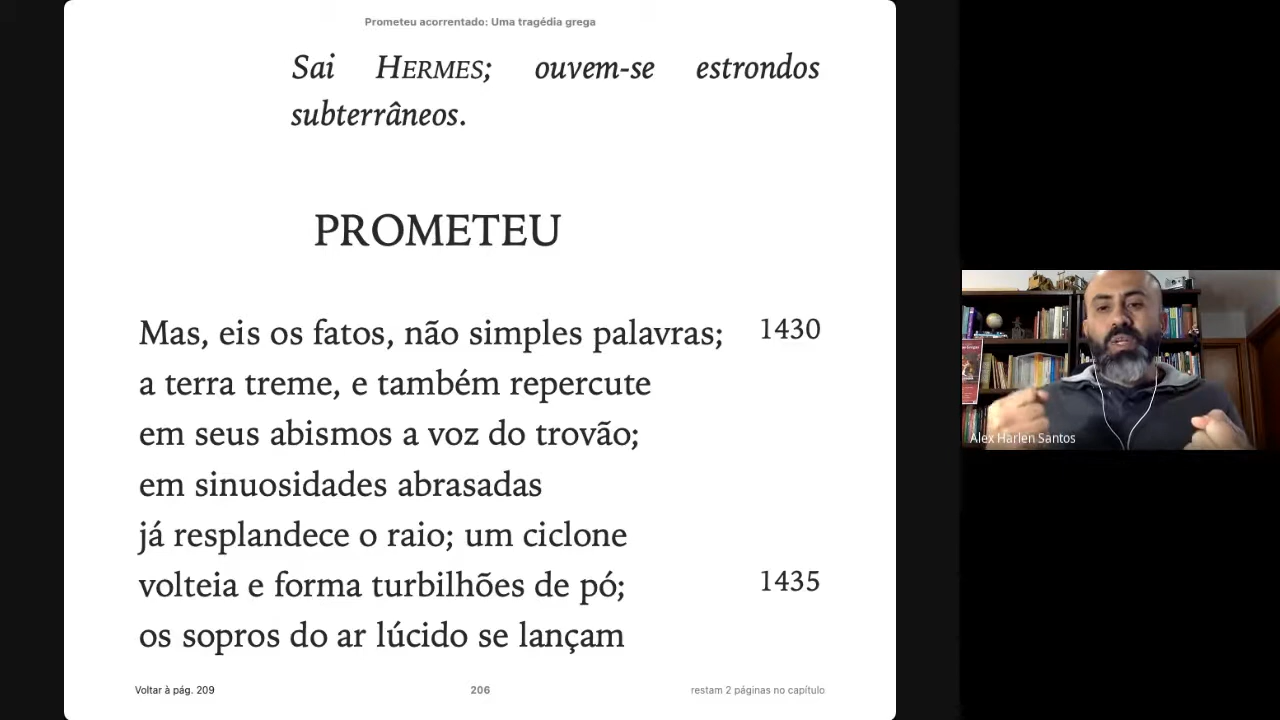 Prometeu acorrentado: Uma tragédia grega
Sai HERMES; ouvem-se estrondos
subterrâneos.
PROMETEU
Mas, eis os fatos, não simples palavras; 1430
a terra treme, e também repercute
em seus abismos a voz do trovão;
em sinuosidades abrasadas
já resplandece o raio; um ciclone
volteia e forma turbilhões de pó; 1435
os sopros do ar lúcido se lançam
Voltar à pág. 209 206 restam 2 páginas no capítulo
Alex Harlen Santos